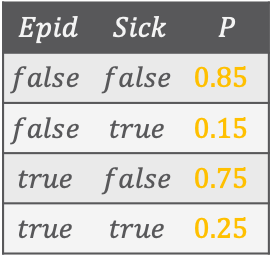 Epid Sick P
false false 0.85
false true 0.15
true false 0.75
true true 0.25